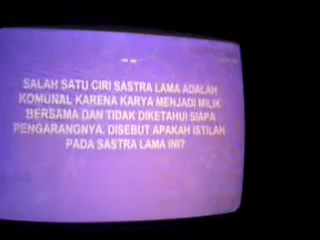 SALAH SATU CIRI SASTRA LAMA ADALAH
KOMUNAL KARENA KARYA MENJADI MILIK
BERSAMA DAN TIDAK DIKETAHUI SIAPA
PENGARANGNYA. DISEBUT APAKAH ISTILAH
PADA SASTRA LAMA INI?